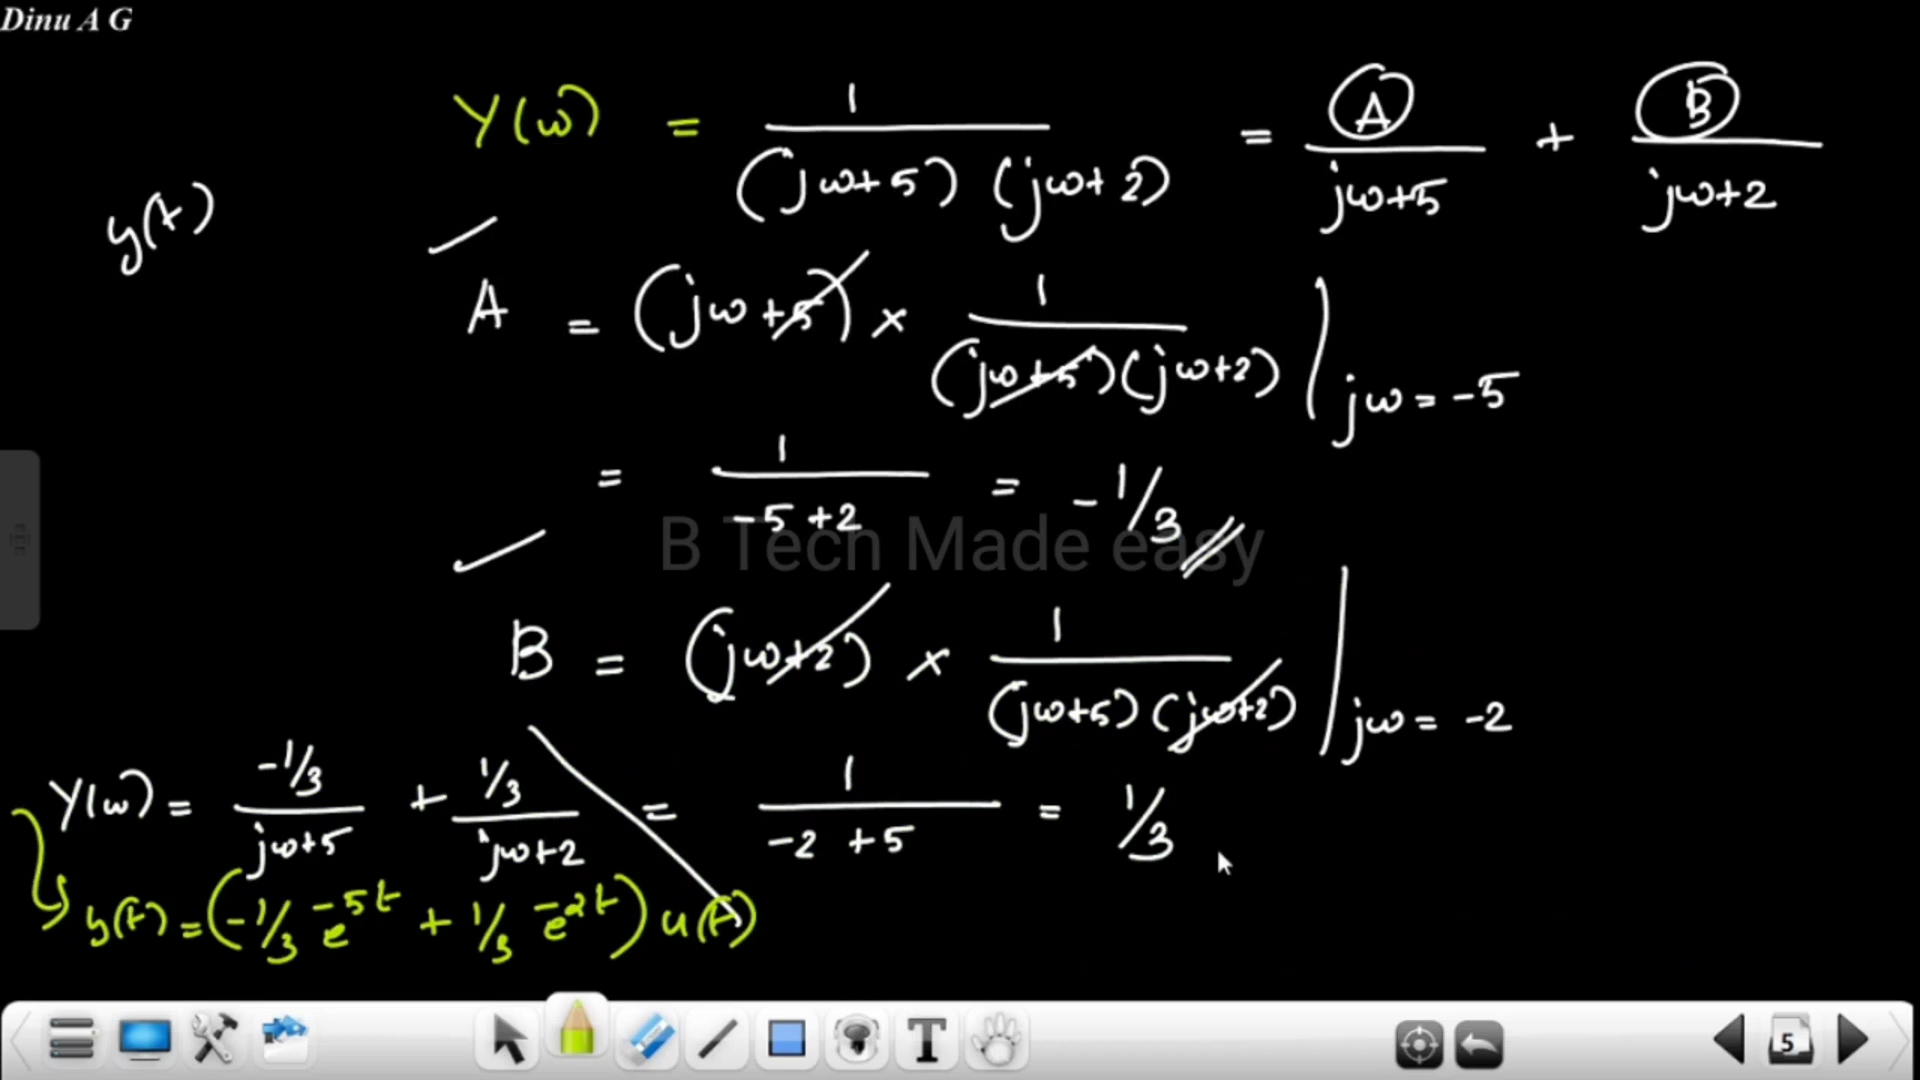 Dinu A G
Y(ω) = 1 / (jω+5) (jω+2) = A / jω+5 + B / jω+2
y(t)
A = (jω+5) × 1 / (jω+5)(jω+2) | jω = -5
= 1 / -5+2 = -1/3
B Tech Made easy
B = (jω+2) × 1 / (jω+5)(jω+2) | jω = -2
= 1 / -2+5 = 1/3
Y(ω) = -1/3 / jω+5 + 1/3 / jω+2
y(t) = (-1/3 e^-5t + 1/3 e^-2t) u(t)
T
5